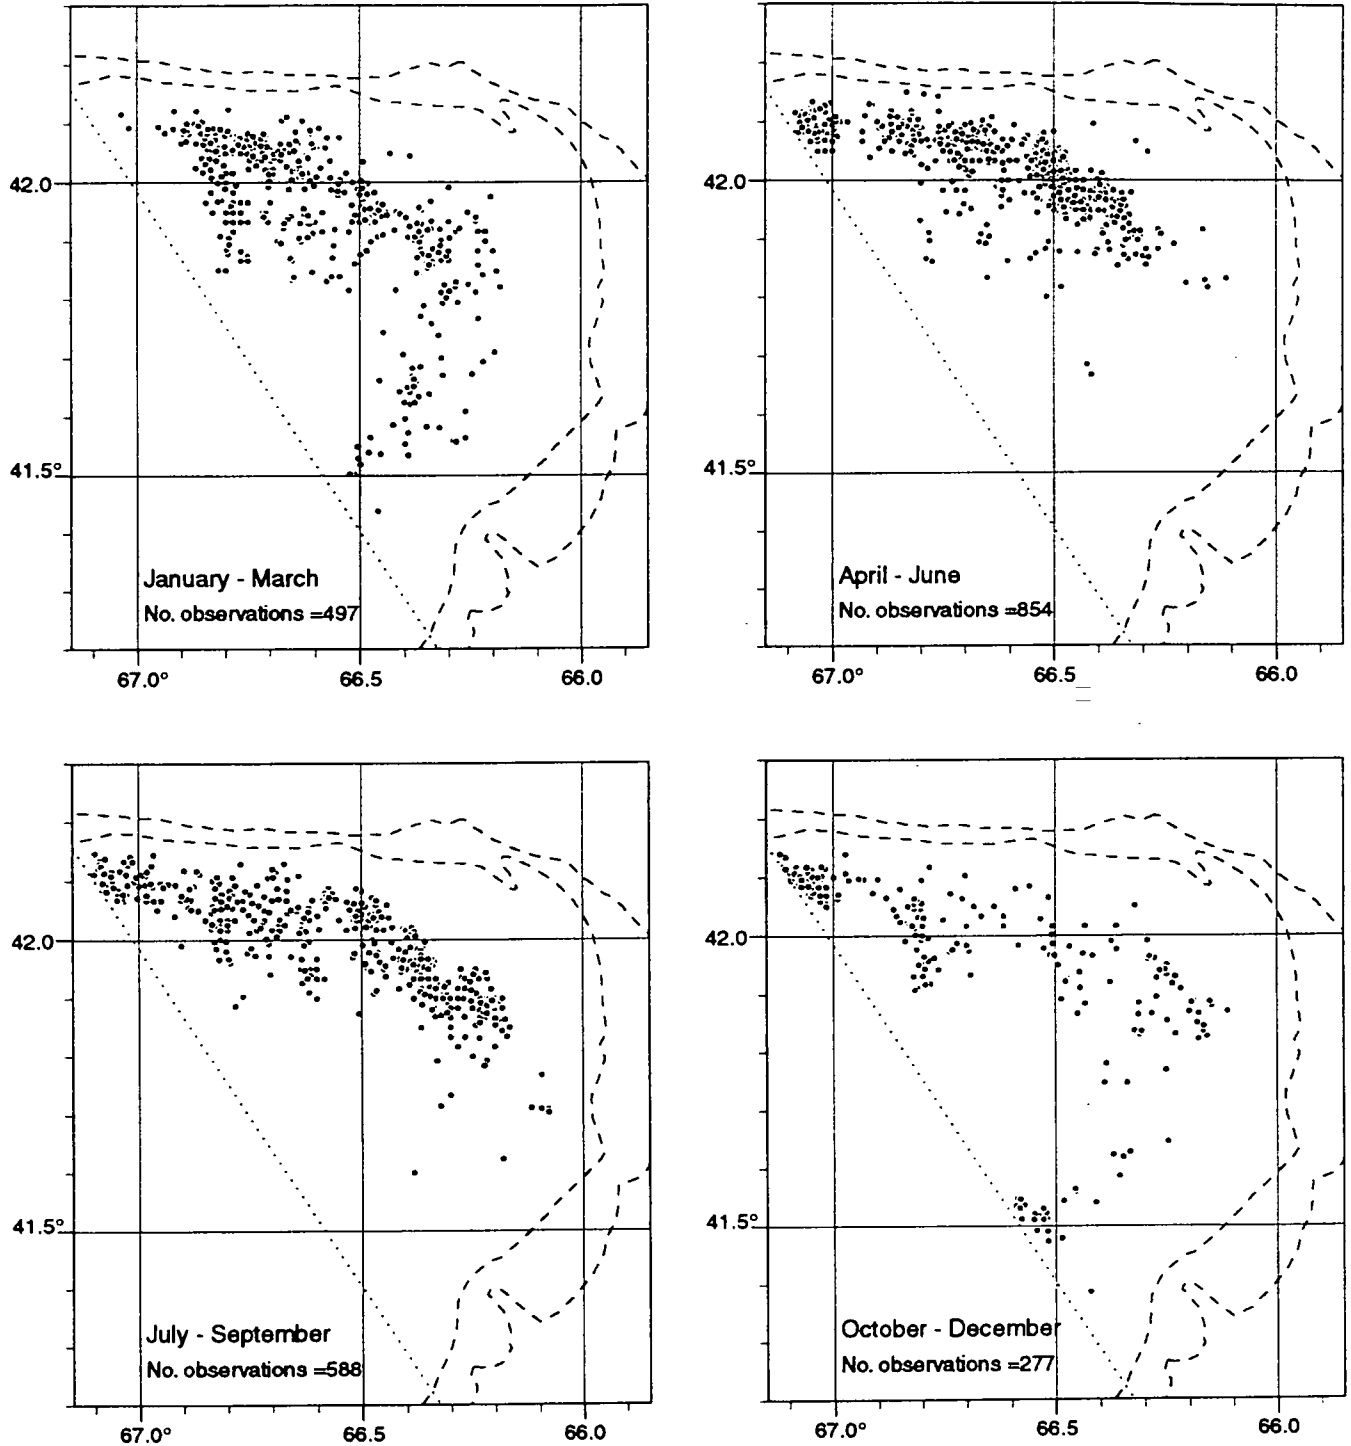 42.0
41.5°
January - March
No. observations =497
67.0°
66.5
66.0
42.0
41.5°
April - June
No. observations =854
67.0°
66.5
66.0
42.0
41.5°
July - September
No. observations =588
67.0°
66.5
66.0
42.0
41.5°
October - December
No. observations =277
67.0°
66.5
66.0